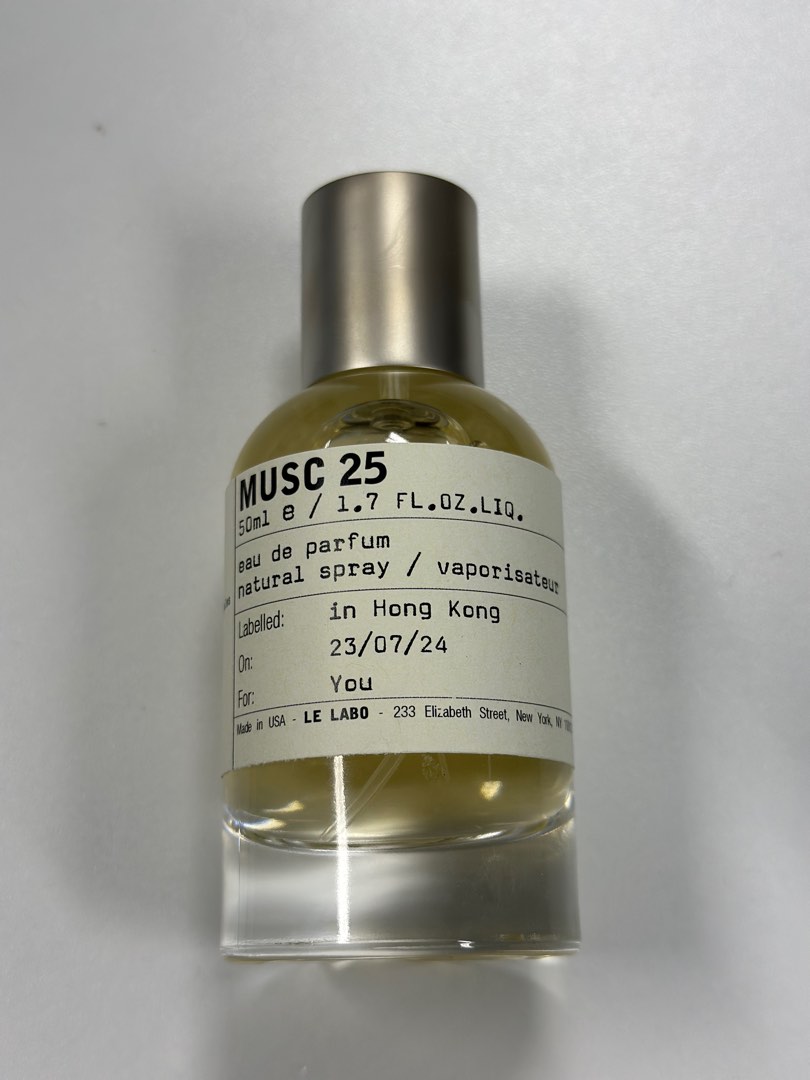 MUSC 25
50ml e / 1.7 FL.OZ.LIQ.
eau de parfum
natural spray / vaporisateur
Labelled: in Hong Kong
On: 23/07/24
For: You
Made in USA - LE LABO - 233 Elizabeth Street, New York, NY